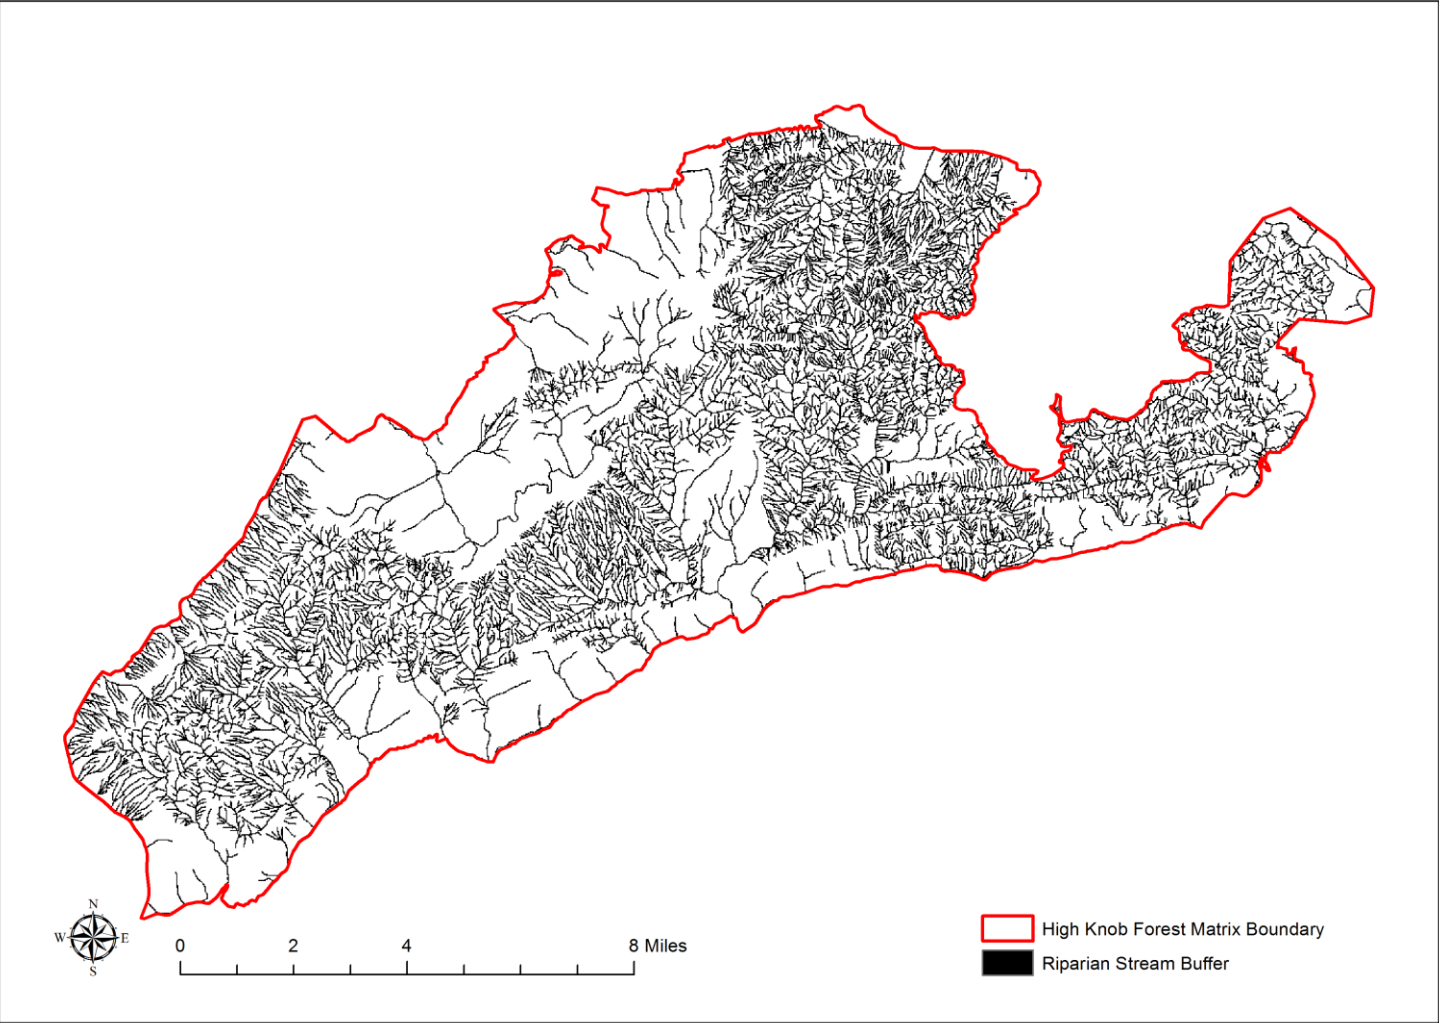 N
W E
S
0 2 4 8 Miles
High Knob Forest Matrix Boundary
Riparian Stream Buffer